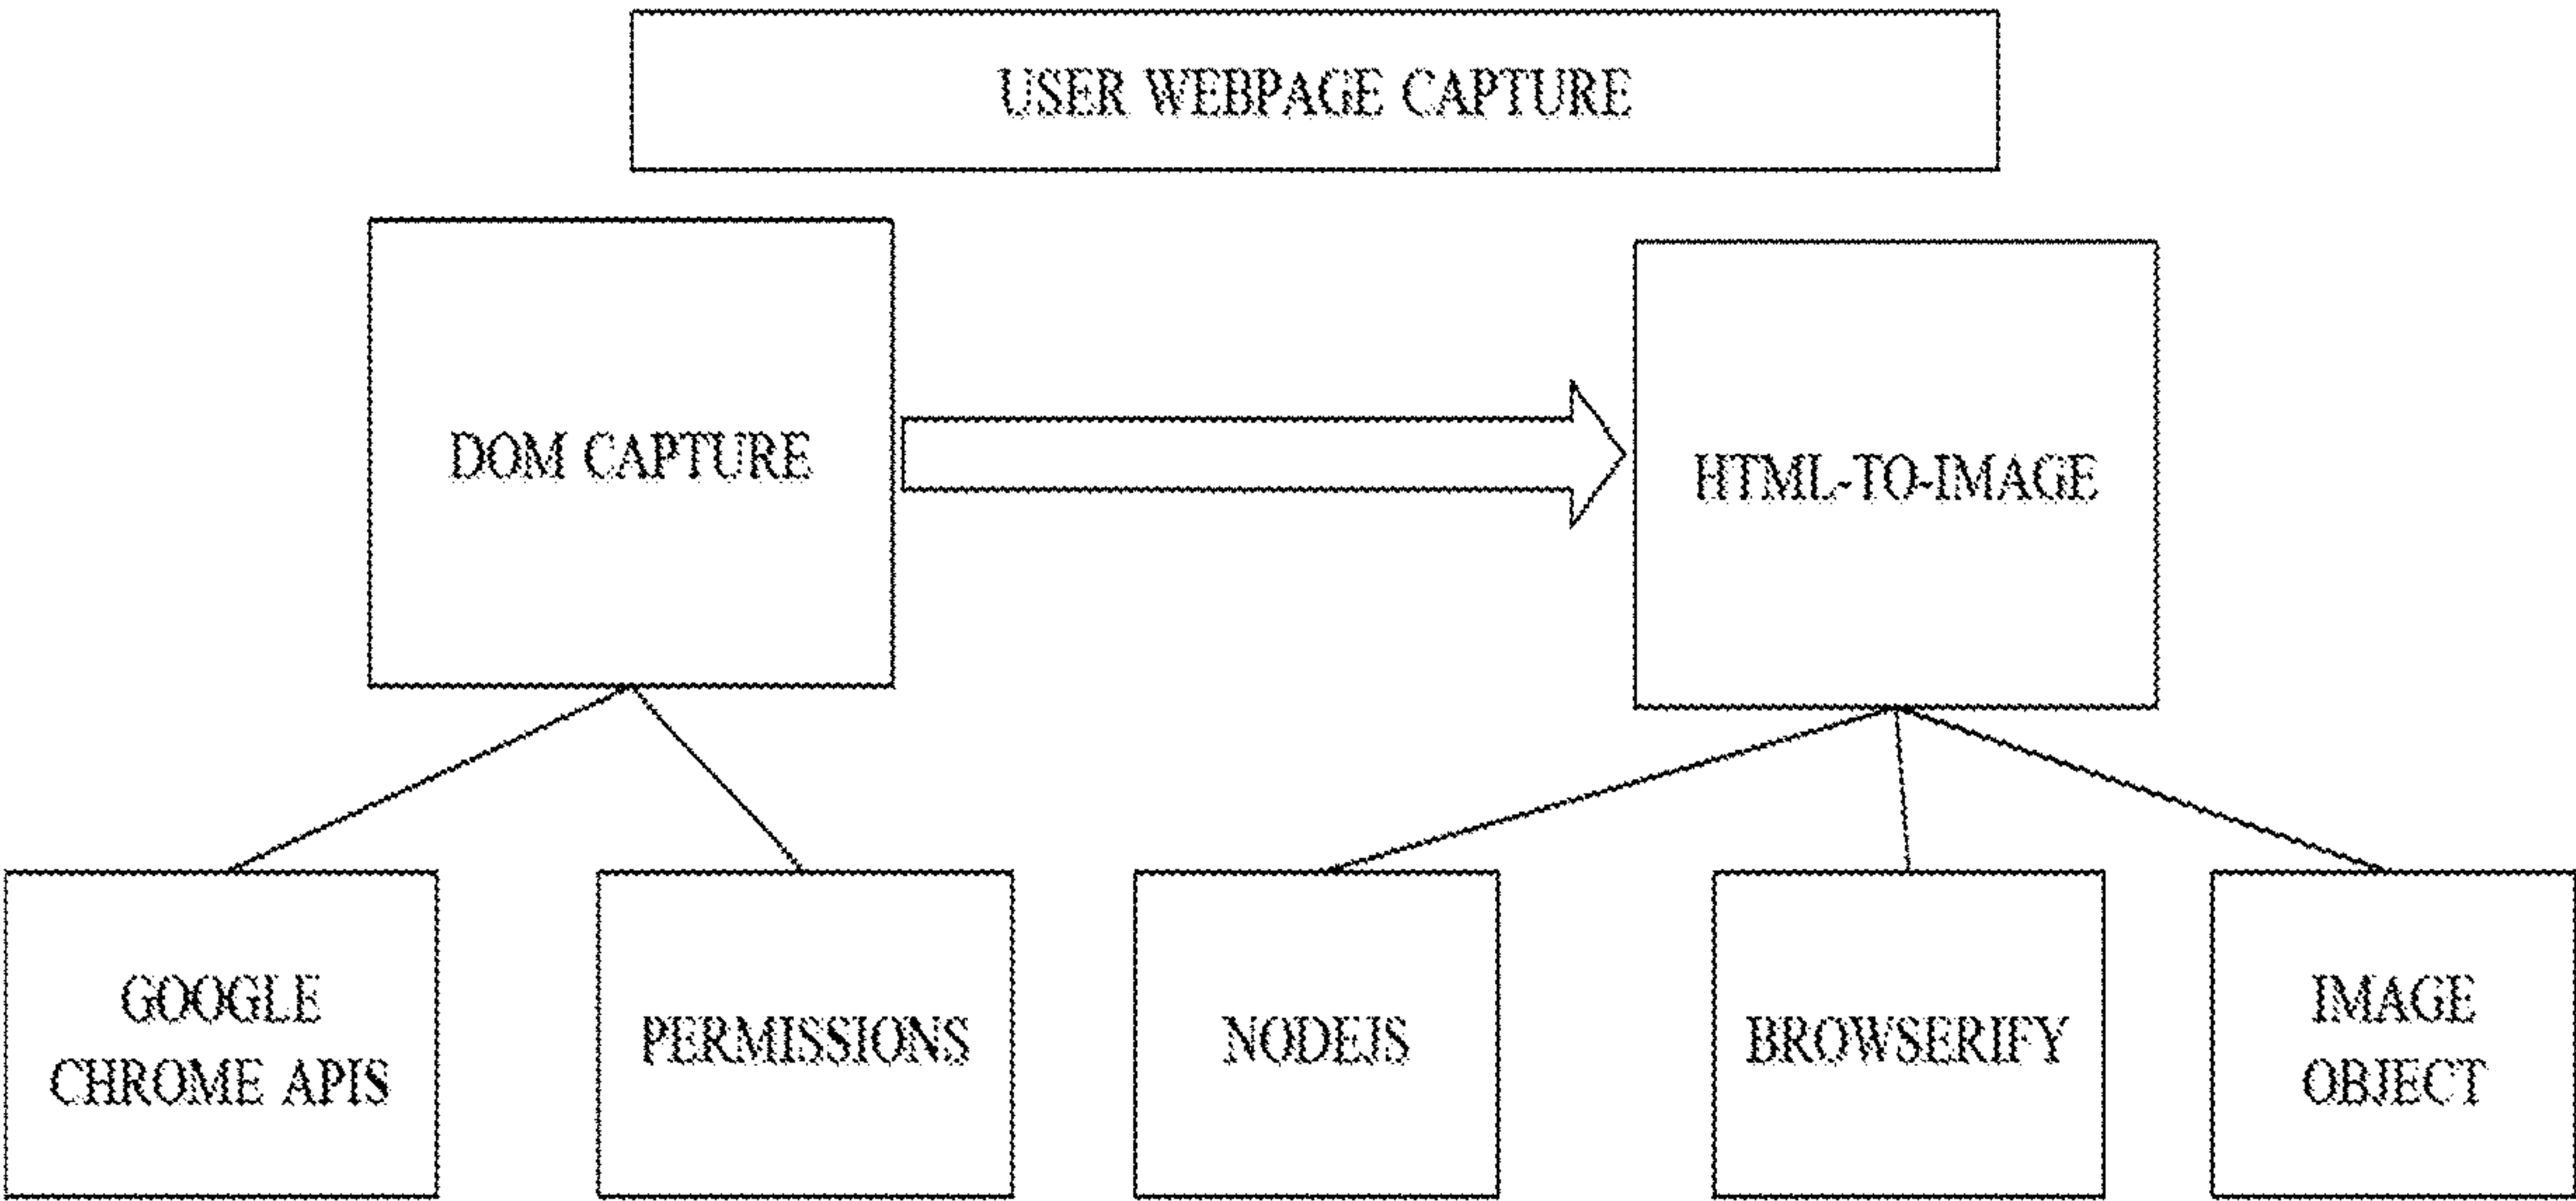 USER WEBPAGE CAPTURE
DOM CAPTURE
HTML-TO-IMAGE
GOOGLE
CHROME APIS
PERMISSIONS
NODEJS
BROWSERIFY
IMAGE
OBJECT